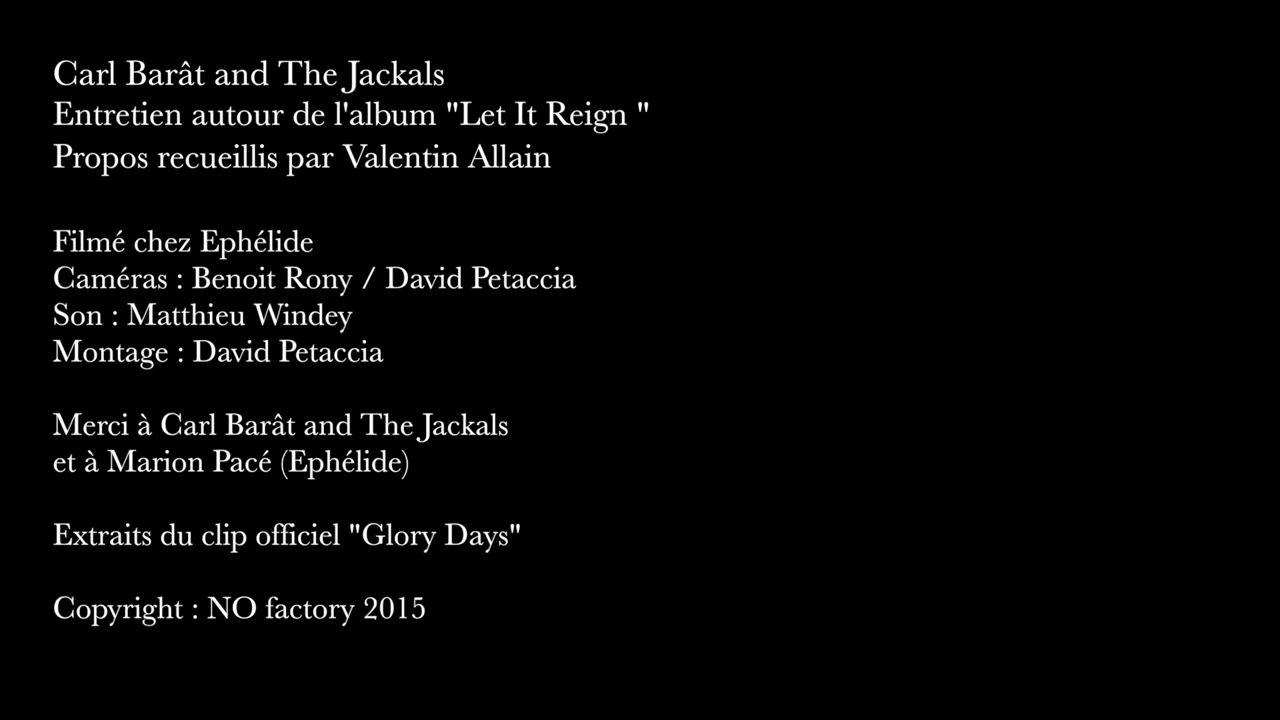 Carl Barât and The Jackals
Entretien autour de l'album "Let It Reign "
Propos recueillis par Valentin Allain
Filmé chez Ephélide
Caméras : Benoit Rony / David Petaccia
Son : Matthieu Windey
Montage : David Petaccia
Merci à Carl Barât and The Jackals
et à Marion Pacé (Ephélide)
Extraits du clip officiel "Glory Days"
Copyright : NO factory 2015